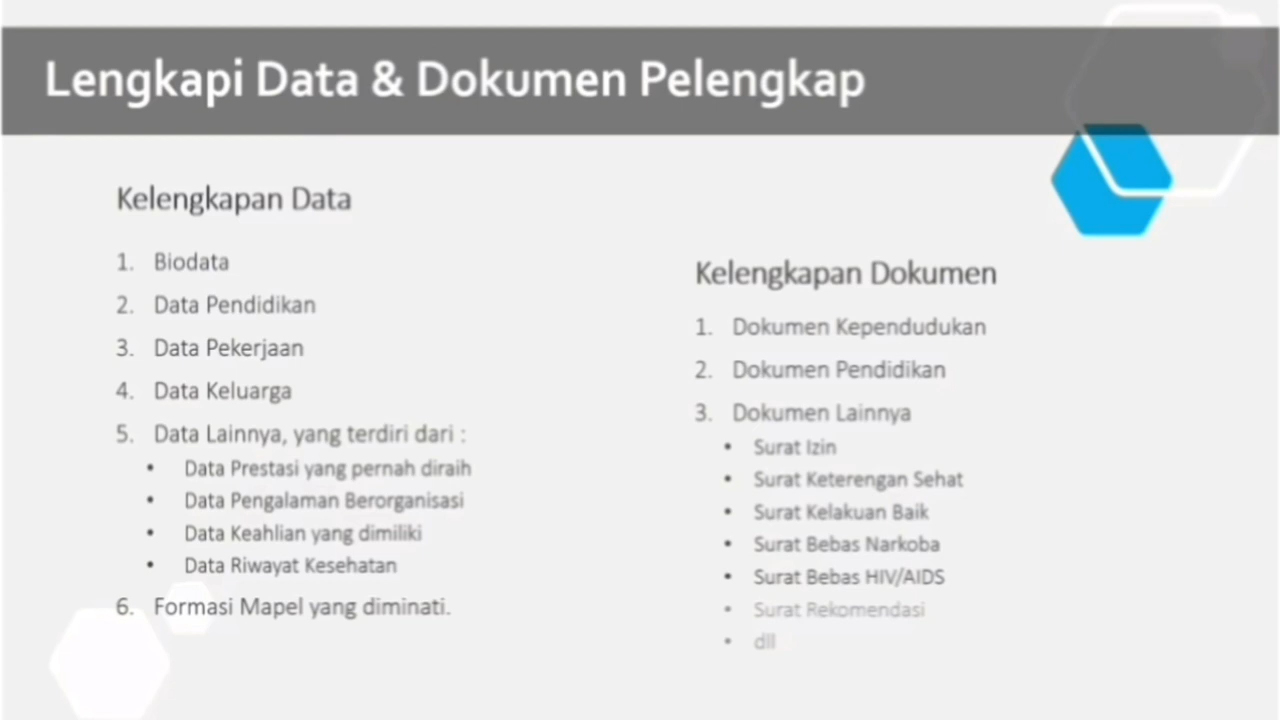 Lengkapi Data & Dokumen Pelengkap
Kelengkapan Data
1. Biodata
2. Data Pendidikan
3. Data Pekerjaan
4. Data Keluarga
5. Data Lainnya, yang terdiri dari :
• Data Prestasi yang pernah diraih
• Data Pengalaman Berorganisasi
• Data Keahlian yang dimiliki
• Data Riwayat Kesehatan
6. Formasi Mapel yang diminati.
Kelengkapan Dokumen
1. Dokumen Kependudukan
2. Dokumen Pendidikan
3. Dokumen Lainnya
• Surat Izin
• Surat Keterengan Sehat
• Surat Kelakuan Baik
• Surat Bebas Narkoba
• Surat Bebas HIV/AIDS
• Surat Rekomendasi
• dll